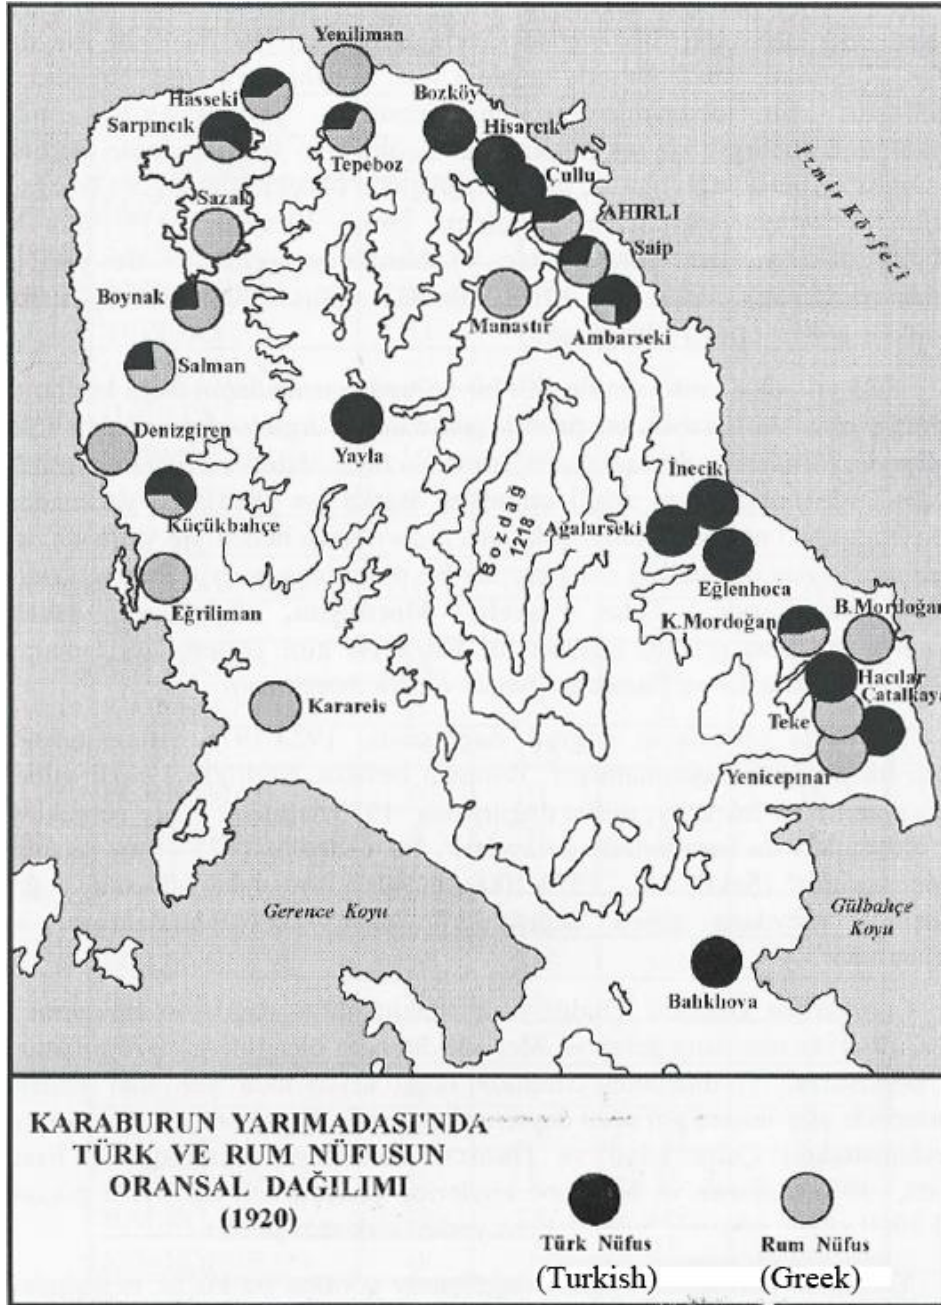 Yeniliman
Hasseki
Bozköy
Sarpıncık
Tepeboz
Hisarcık
Çullu
Sazak
AHIRLI
Saip
İzmir Körfezi
Boynak
Manastır
Ambarseki
Salman
Denizgiren
Yayla
İnecik
Küçükbahçe
Ağalarseki
Bozdağ
1218
Eğlenhoca
Eğriliman
K.Mordoğan
B.Mordoğan
Hacılar
Çatalkaya
Karareis
Teke
Yenicepınar
Gerence Koyu
Gülbahçe
Koyu
Balıklıova
KARABURUN YARIMADASI'NDA
TÜRK VE RUM NÜFUSUN
ORANSAL DAĞILIMI
(1920)
Türk Nüfus
Rum Nüfus
(Turkish)
(Greek)